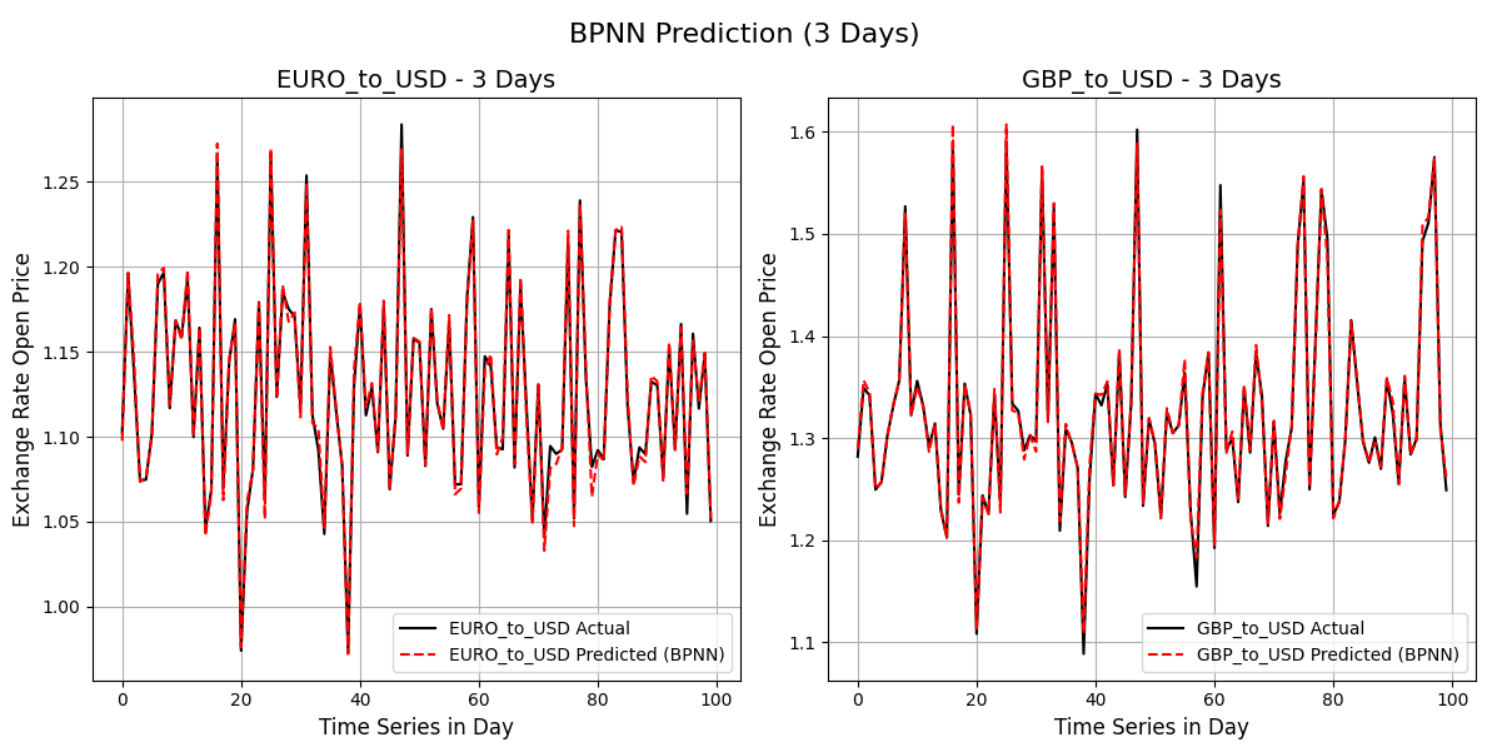 BPNN Prediction (3 Days)
EURO_to_USD - 3 Days
Exchange Rate Open Price
1.25
1.20
1.15
1.10
1.05
1.00
0 20 40 60 80 100
Time Series in Day
EURO_to_USD Actual
EURO_to_USD Predicted (BPNN)
GBP_to_USD - 3 Days
Exchange Rate Open Price
1.6
1.5
1.4
1.3
1.2
1.1
0 20 40 60 80 100
Time Series in Day
GBP_to_USD Actual
GBP_to_USD Predicted (BPNN)